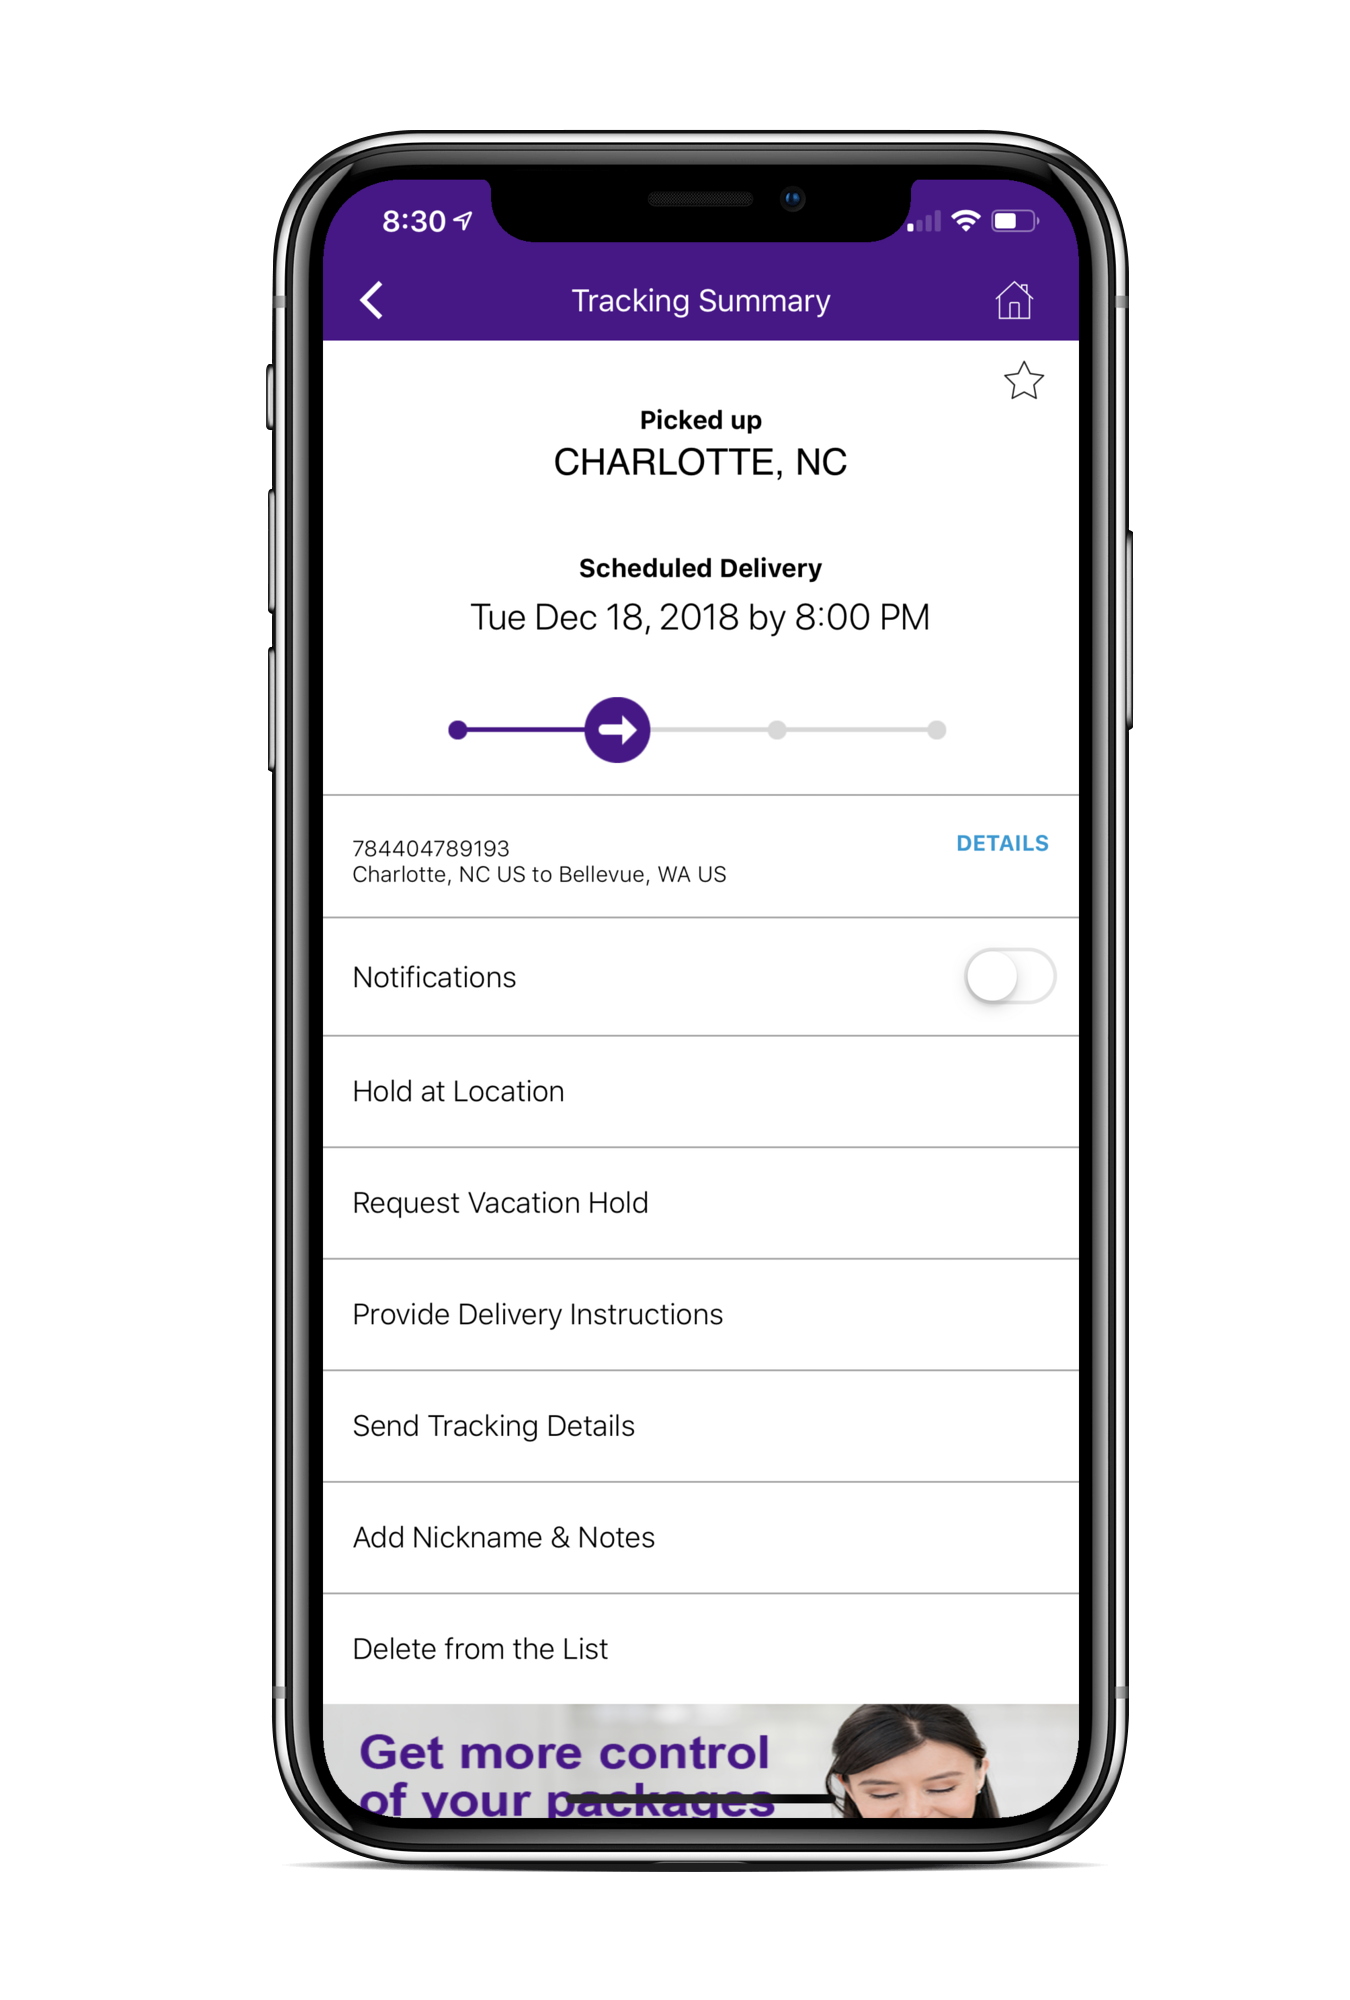 8:30
Tracking Summary
Picked up
CHARLOTTE, NC
Scheduled Delivery
Tue Dec 18, 2018 by 8:00 PM
784404789193
DETAILS
Charlotte, NC US to Bellevue, WA US
Notifications
Hold at Location
Request Vacation Hold
Provide Delivery Instructions
Send Tracking Details
Add Nickname & Notes
Delete from the List
Get more control
of your packages